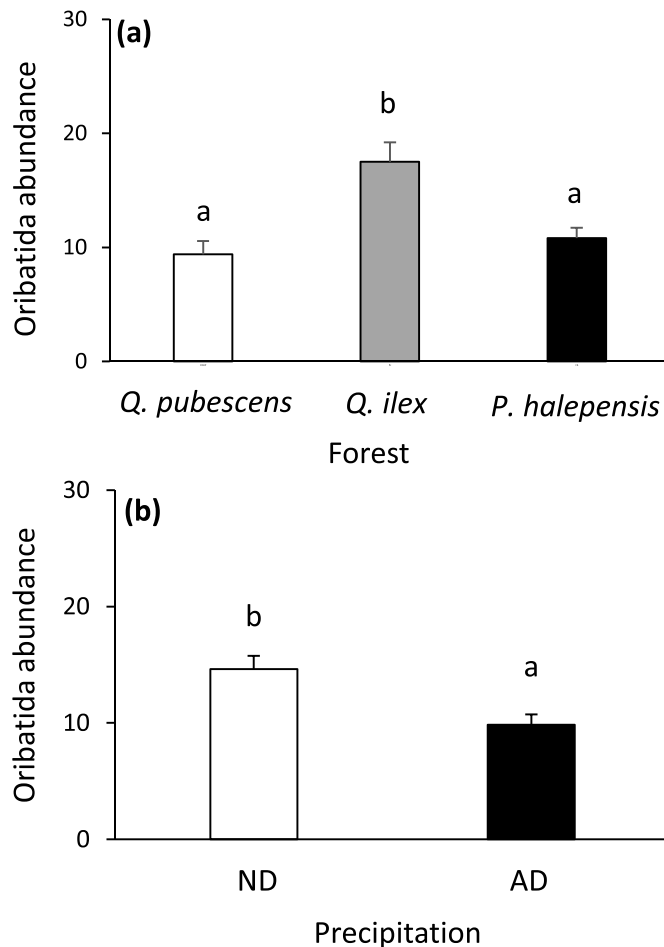 30
(a)
b
20
a
a
10
0
Oribatida abundance
Q. pubescens Q. ilex P. halepensis
Forest
30
(b)
20
b
a
10
0
Oribatida abundance
ND AD
Precipitation